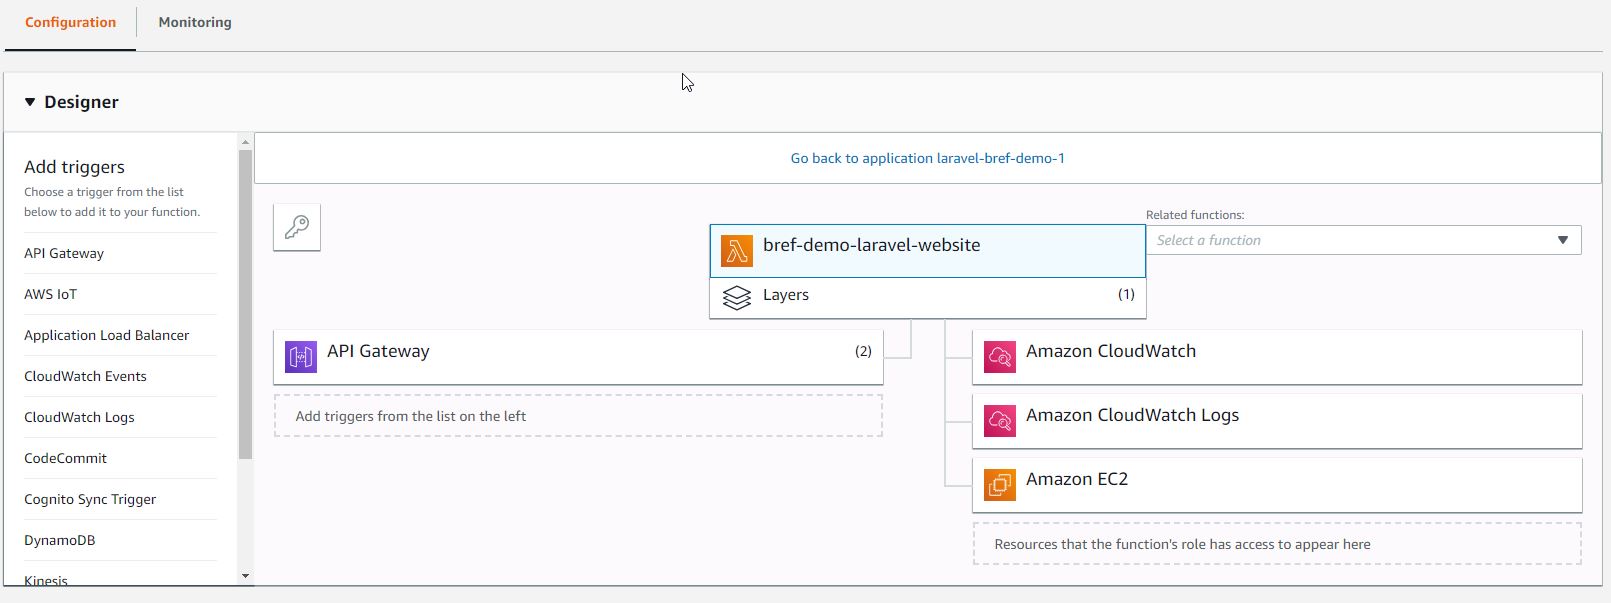 Configuration
Monitoring
Designer
Add triggers
Choose a trigger from the list
below to add it to your function.
API Gateway
AWS IoT
Application Load Balancer
CloudWatch Events
CloudWatch Logs
CodeCommit
Cognito Sync Trigger
DynamoDB
Kinesis
Go back to application laravel-bref-demo-1
Related functions:
Select a function
bref-demo-laravel-website
Layers (1)
API Gateway (2)
Add triggers from the list on the left
Amazon CloudWatch
Amazon CloudWatch Logs
Amazon EC2
Resources that the function's role has access to appear here